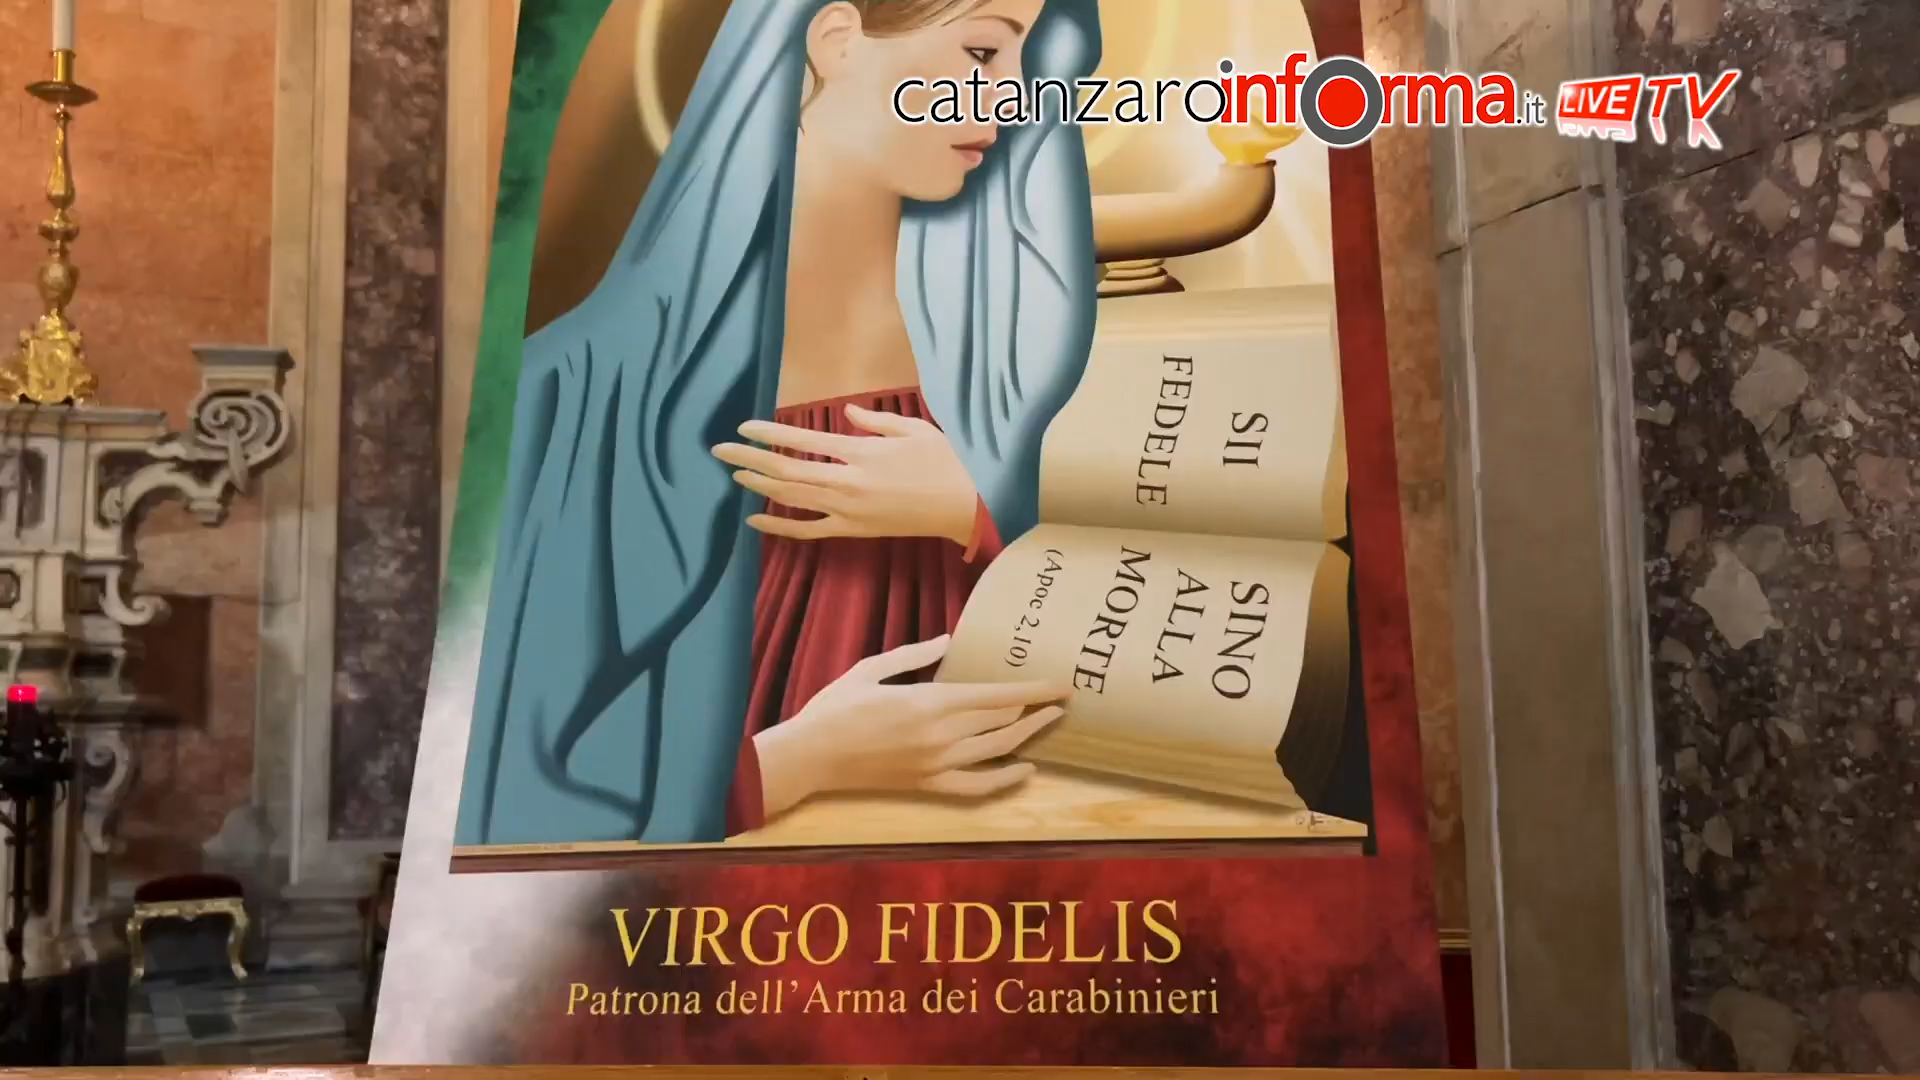 catanzaroinforma.it LIVE TV
SII
FEDELE
SINO
ALLA
MORTE
(Apoc 2,10)
VIRGO FIDELIS
Patrona dell'Arma dei Carabinieri